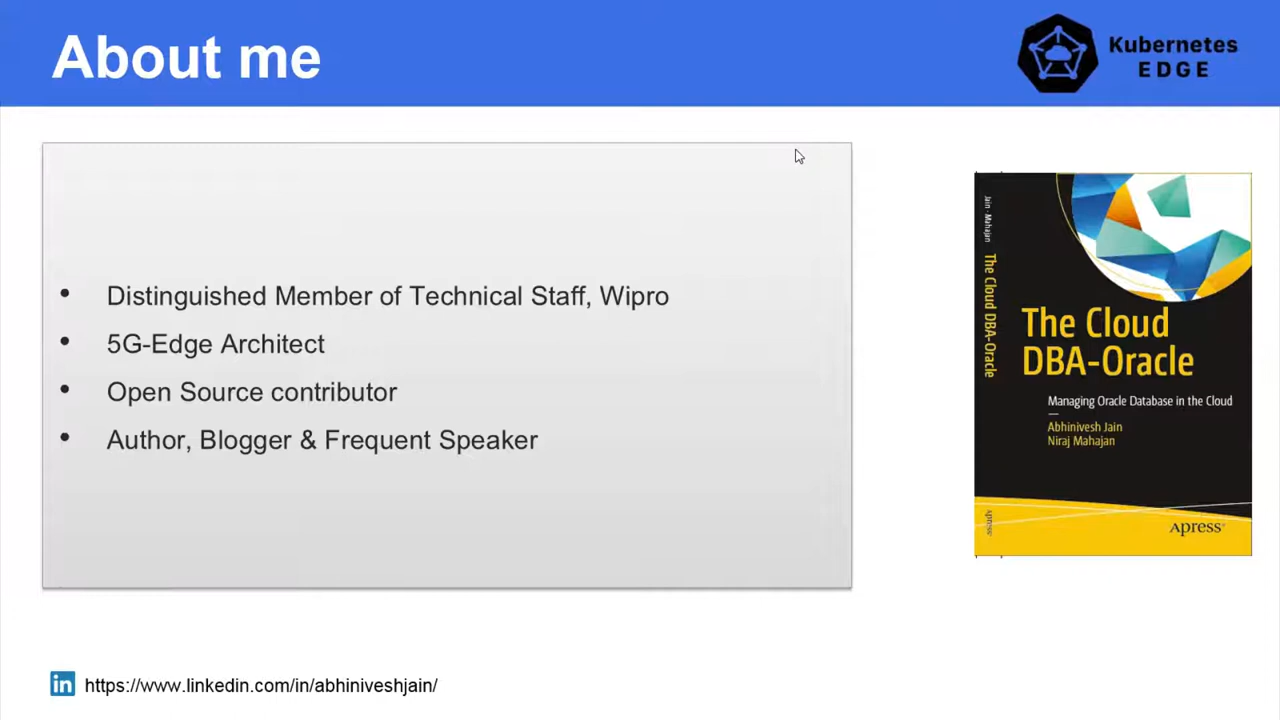 About me
Kubernetes
EDGE
• Distinguished Member of Technical Staff, Wipro
• 5G-Edge Architect
• Open Source contributor
• Author, Blogger & Frequent Speaker
Jain · Mahajan
The Cloud DBA-Oracle
Apress®
The Cloud
DBA-Oracle
Managing Oracle Database in the Cloud
—
Abhinivesh Jain
Niraj Mahajan
Apress®
in https://www.linkedin.com/in/abhiniveshjain/